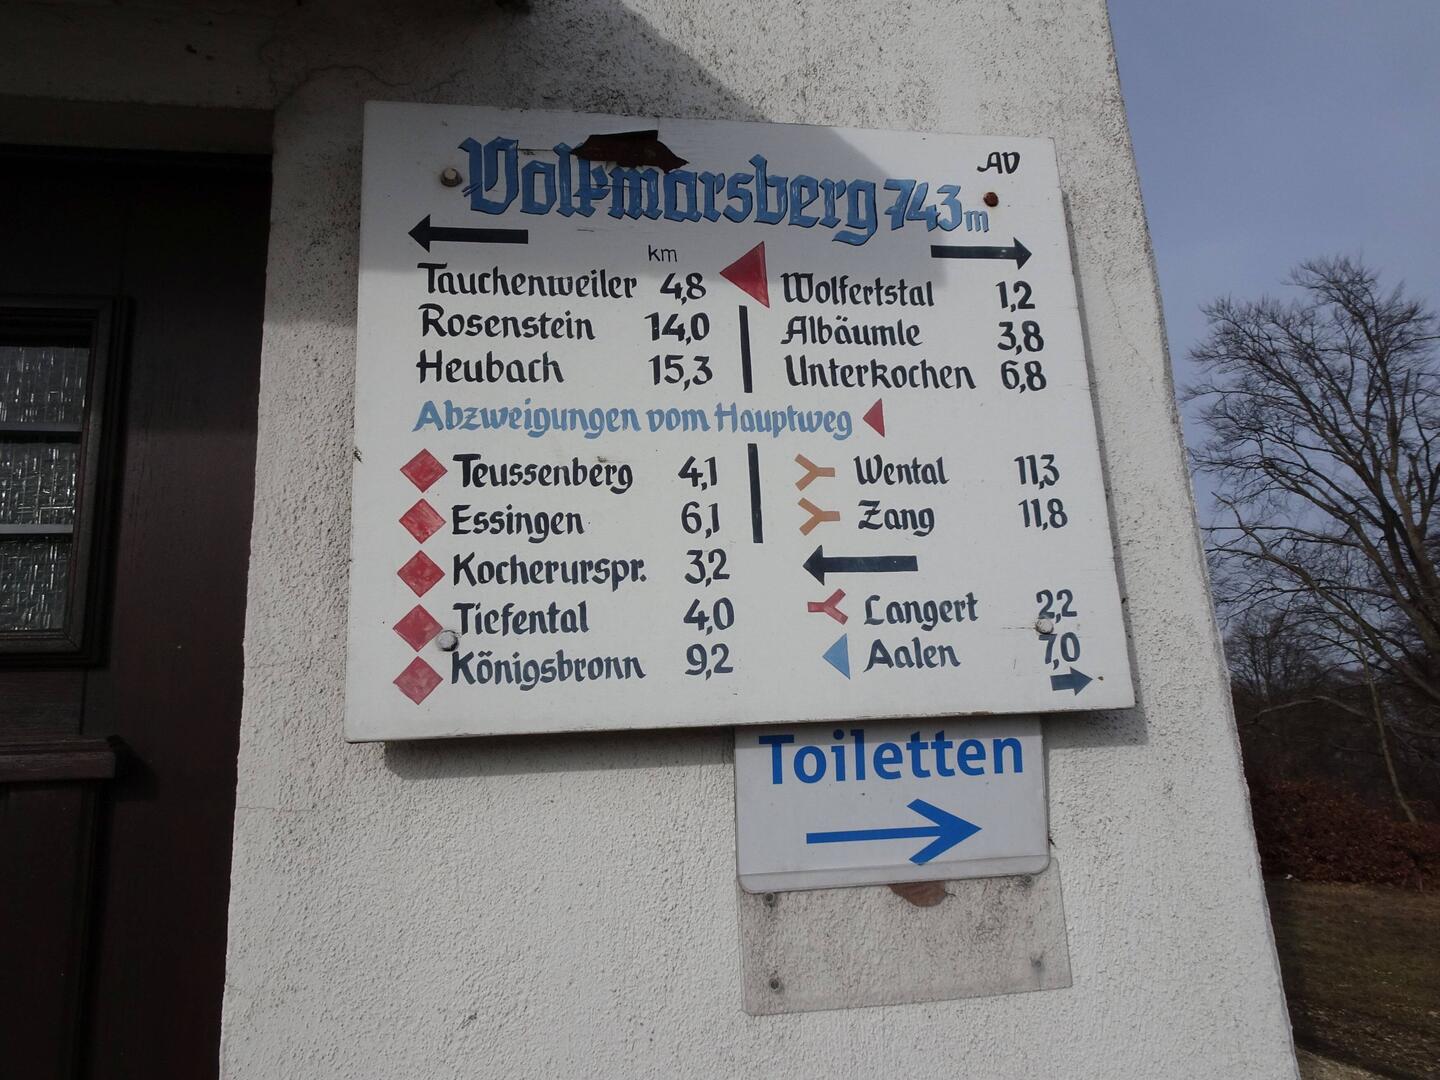 AV
Volkmarsberg 743 m
km
Tauchenweiler 4,8
Rosenstein 14,0
Heubach 15,3
Wolfertstal 1,2
Albäumle 3,8
Unterkochen 6,8
Abzweigungen vom Hauptweg
Teussenberg 4,1
Essingen 6,1
Kocherurspr. 3,2
Tiefental 4,0
Königsbronn 9,2
Wental 11,3
Zang 11,8
Langert 2,2
Aalen 7,0
Toiletten